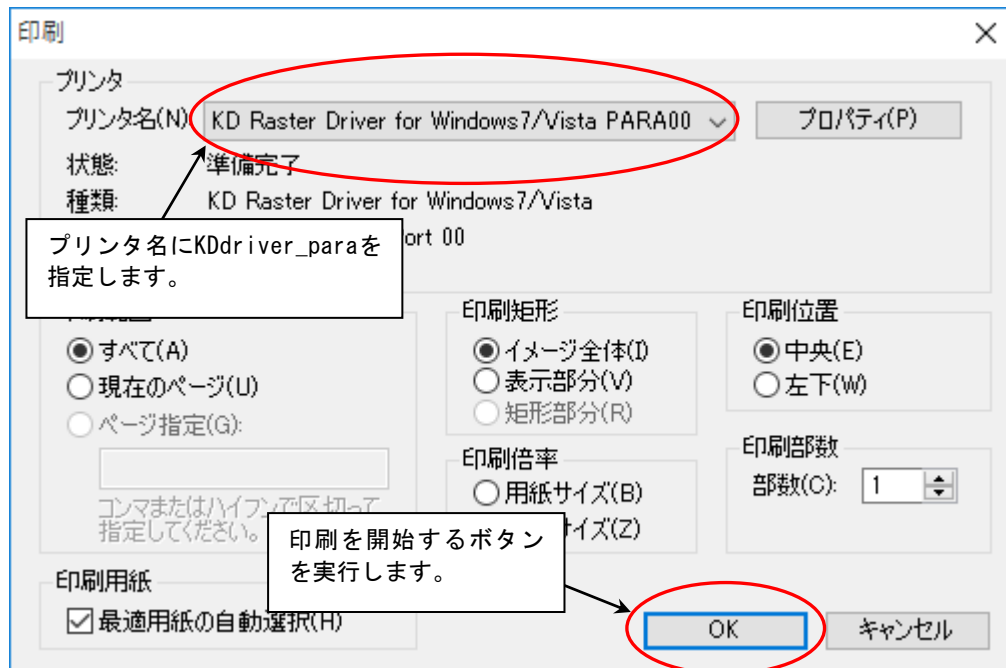 印刷
プリンタ
プリンタ名(N)
KD Raster Driver for Windows7/Vista PARA00
プロパティ(P)
状態:
準備完了
種類:
KD Raster Driver for Windows7/Vista
ort 00
プリンタ名にKDdriver_paraを
指定します。
すべて(A)
現在のページ(U)
ページ指定(G):
コンマまたはハイフンで区切って
指定してください。
印刷矩形
イメージ全体(I)
表示部分(V)
矩形部分(R)
印刷位置
中央(E)
左下(W)
印刷倍率
用紙サイズ(B)
イズ(Z)
印刷部数
部数(C):
1
印刷を開始するボタン
を実行します。
印刷用紙
最適用紙の自動選択(H)
OK
キャンセル